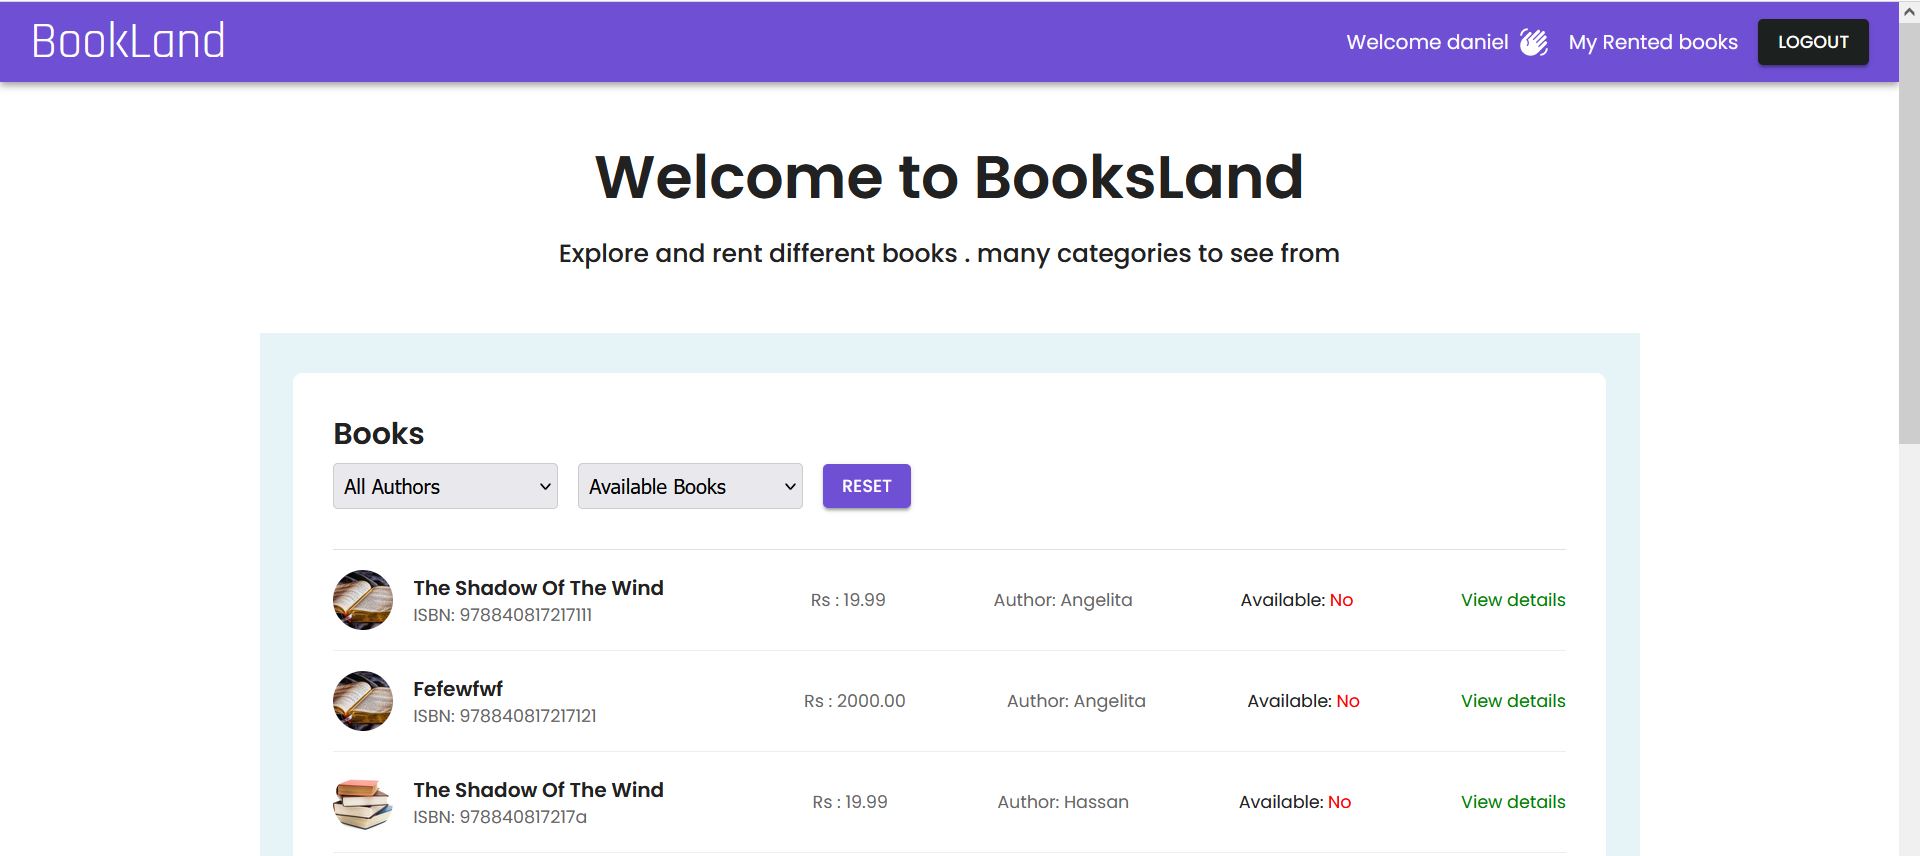 BookLand
Welcome daniel My Rented books LOGOUT
Welcome to BooksLand
Explore and rent different books . many categories to see from
Books
All Authors Available Books RESET
The Shadow Of The Wind
ISBN: 978840817217111
Rs : 19.99 Author: Angelita Available: No View details
Fefewfwf
ISBN: 978840817217121
Rs : 2000.00 Author: Angelita Available: No View details
The Shadow Of The Wind
ISBN: 978840817217a
Rs : 19.99 Author: Hassan Available: No View details